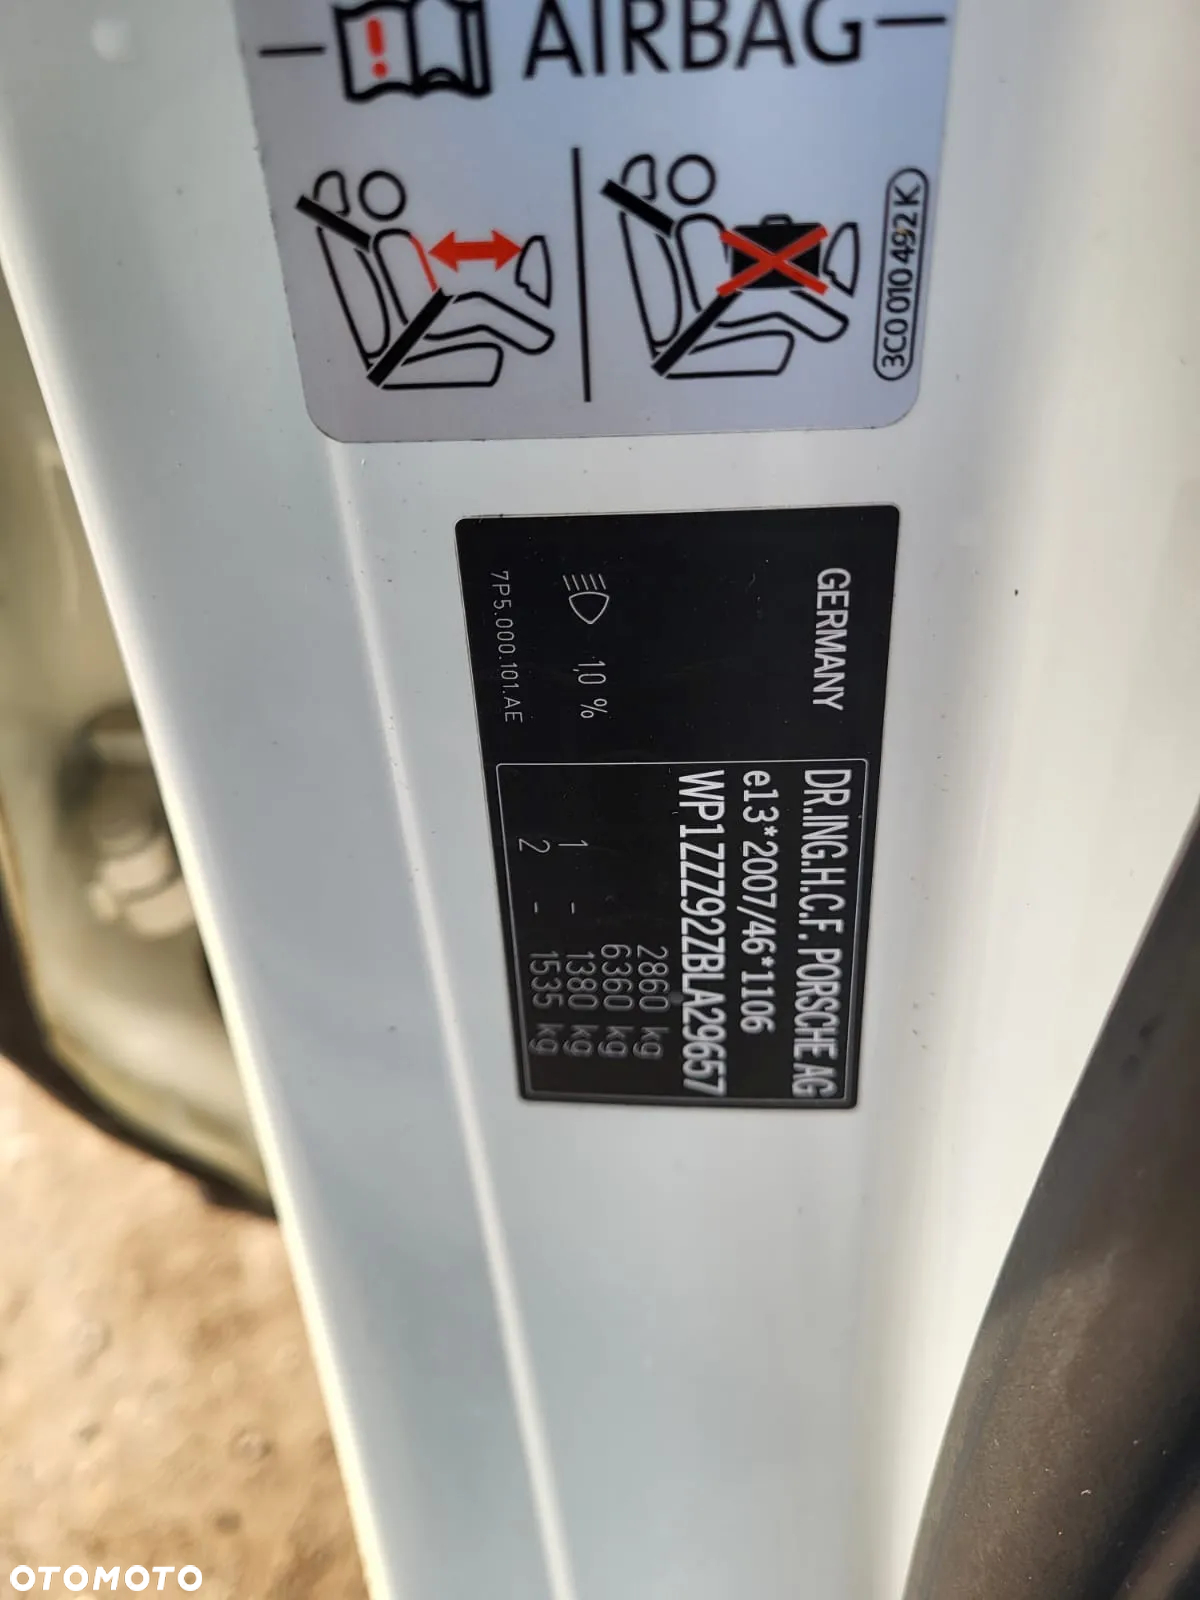 AIRBAG
3C0 010 492 K
GERMANY
1,0 %
7P5.000.101.AE
DR.ING.H.C.F. PORSCHE AG
e13*2007/46*1106
WP1ZZZ92ZBLA29657
2860 kg
6360 kg
1 - 1380 kg
2 - 1535 kg
OTOMOTO